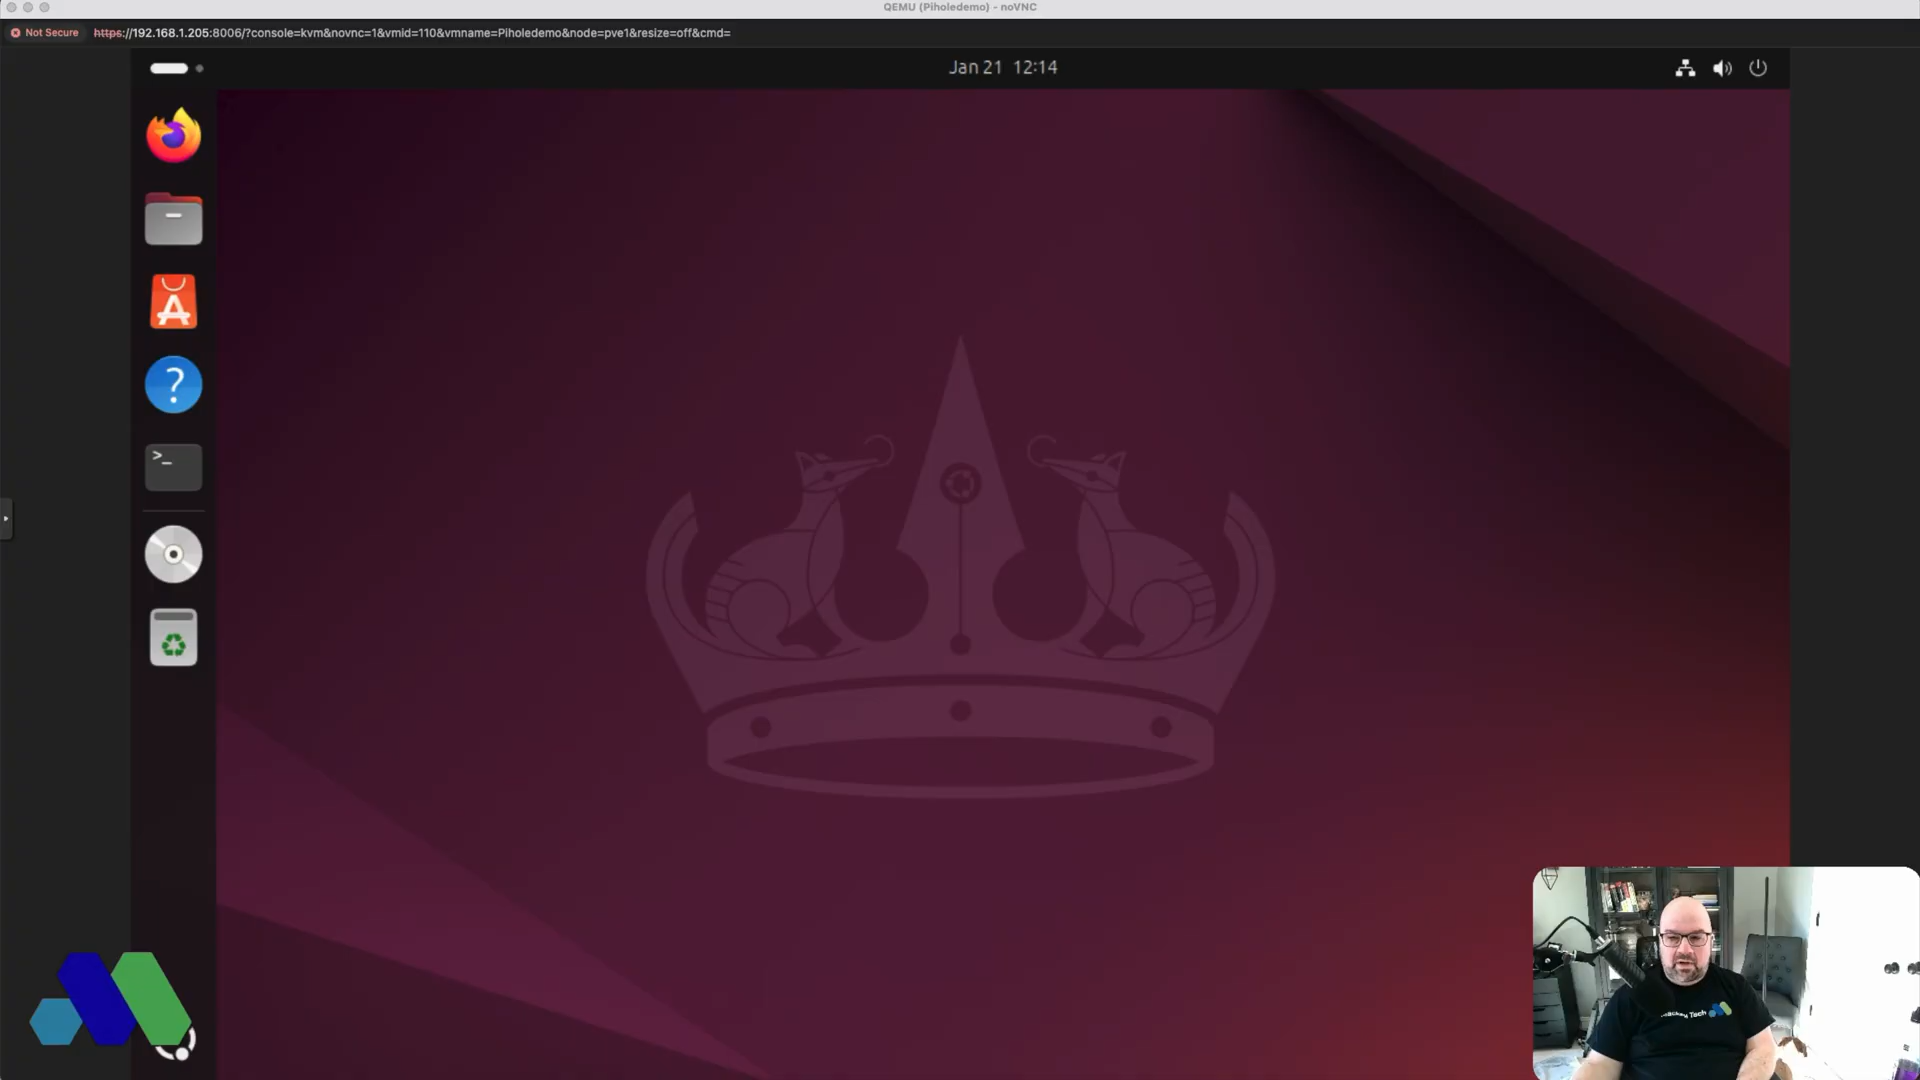 QEMU (Piholedemo) - noVNC
Not Secure https://192.168.1.205:8006/?console=kvm&novnc=1&vmid=110&vmname=Piholedemo&node=pve1&resize=off&cmd=
Jan 21 12:14
>_
A
?
Tech